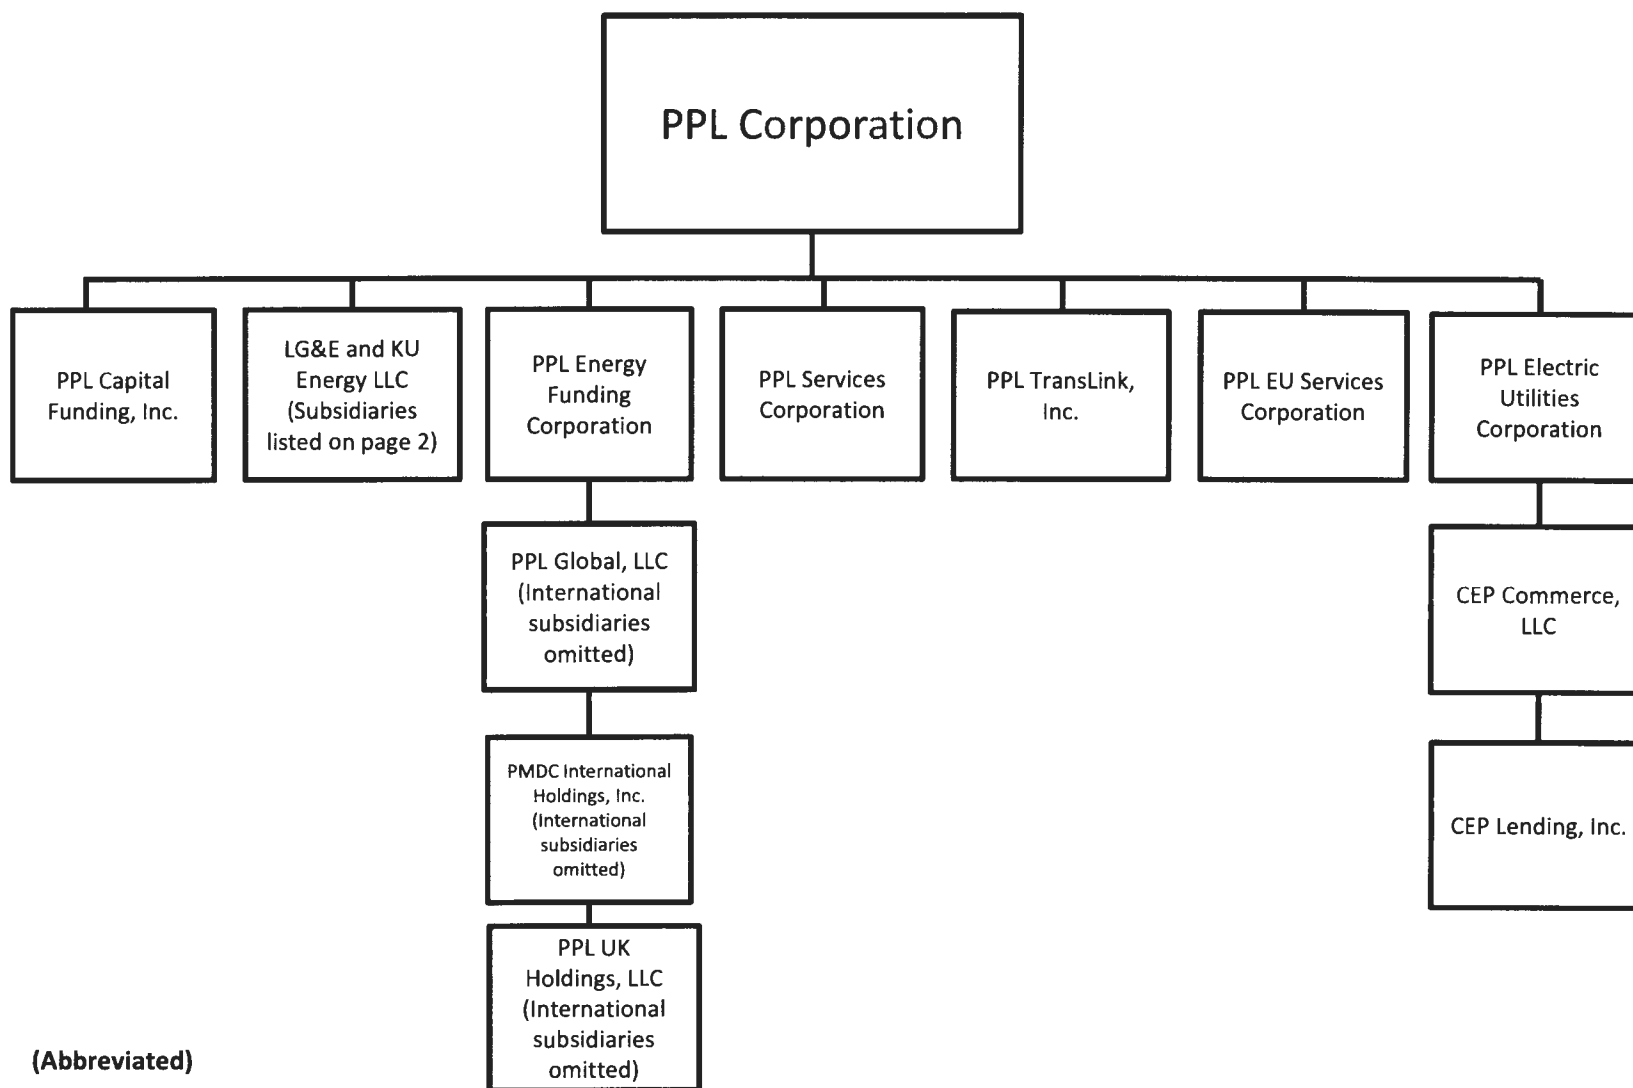 PPL Corporation
PPL Capital
Funding, Inc.
LG&E and KU
Energy LLC
(Subsidiaries
listed on page 2)
PPL Energy
Funding
Corporation
PPL Services
Corporation
PPL TransLink,
Inc.
PPL EU Services
Corporation
PPL Electric
Utilities
Corporation
PPL Global, LLC
(International
subsidiaries
omitted)
CEP Commerce,
LLC
PMDC International
Holdings, Inc.
(International
subsidiaries
omitted)
CEP Lending, Inc.
PPL UK
Holdings, LLC
(International
subsidiaries
omitted)
(Abbreviated)